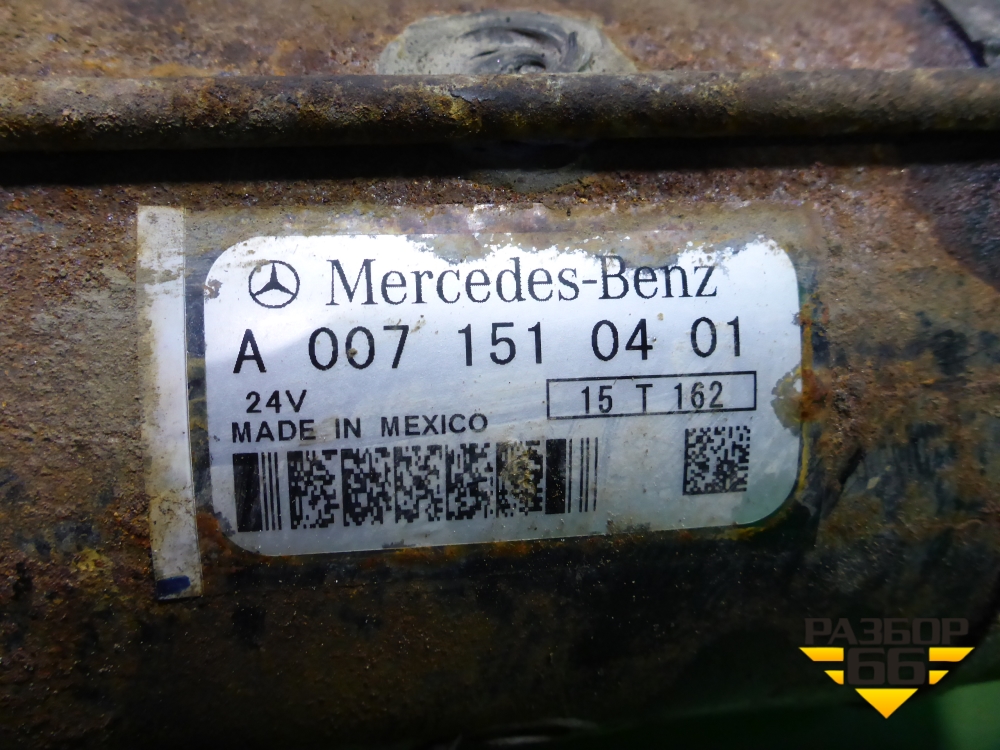 Mercedes-Benz
A 007 151 04 01
24V
15 T 162
MADE IN MEXICO
РАЗБОР
66